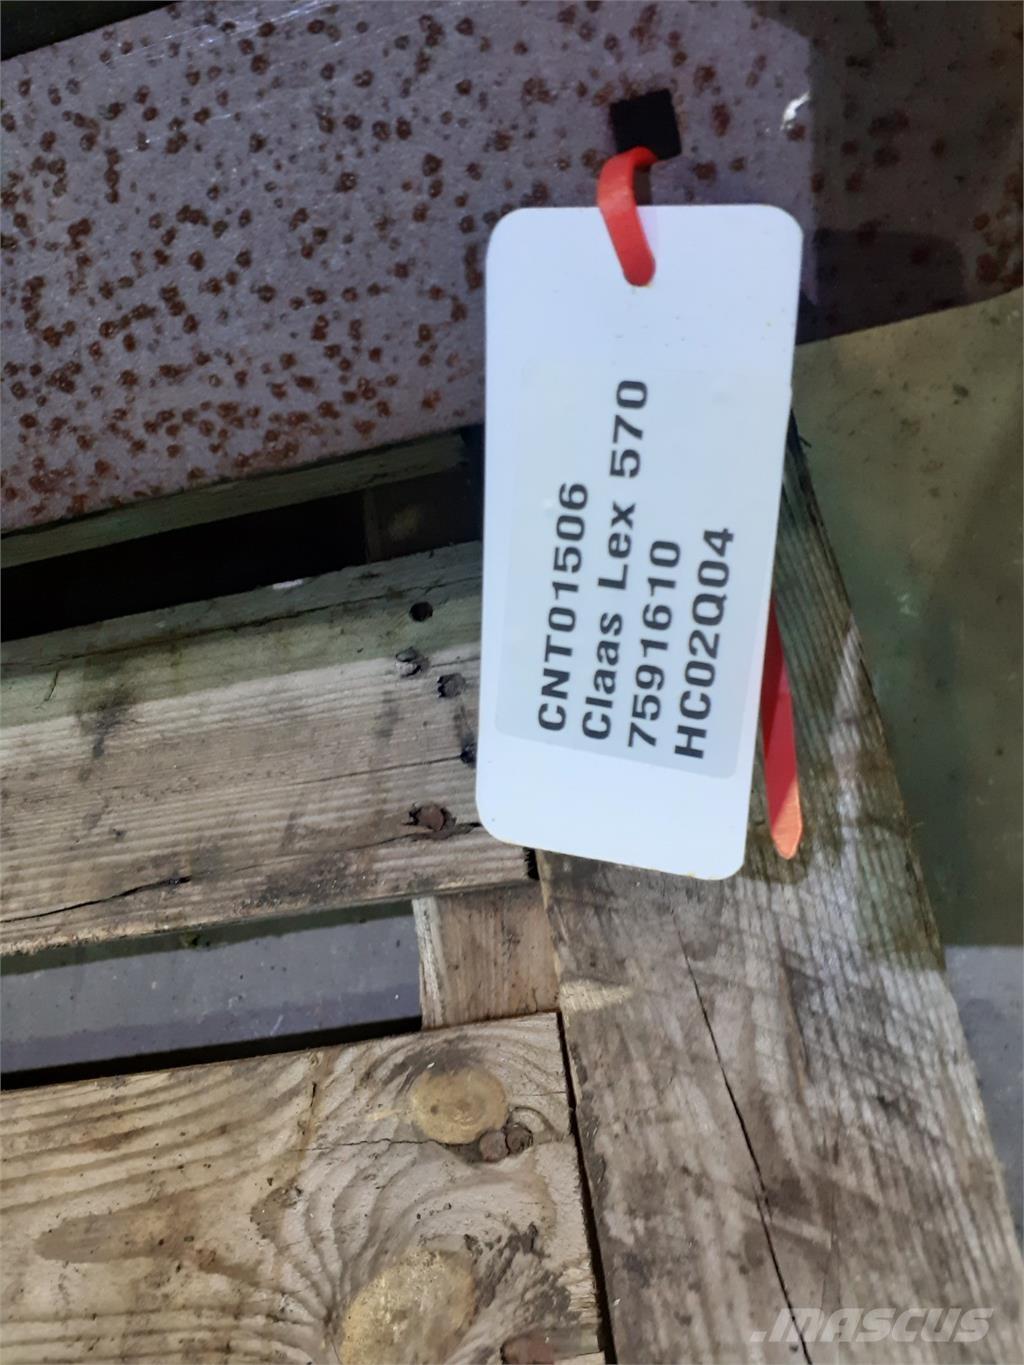 CNT01506
Claas Lex 570
7591610
HC02Q04
.MASCUS